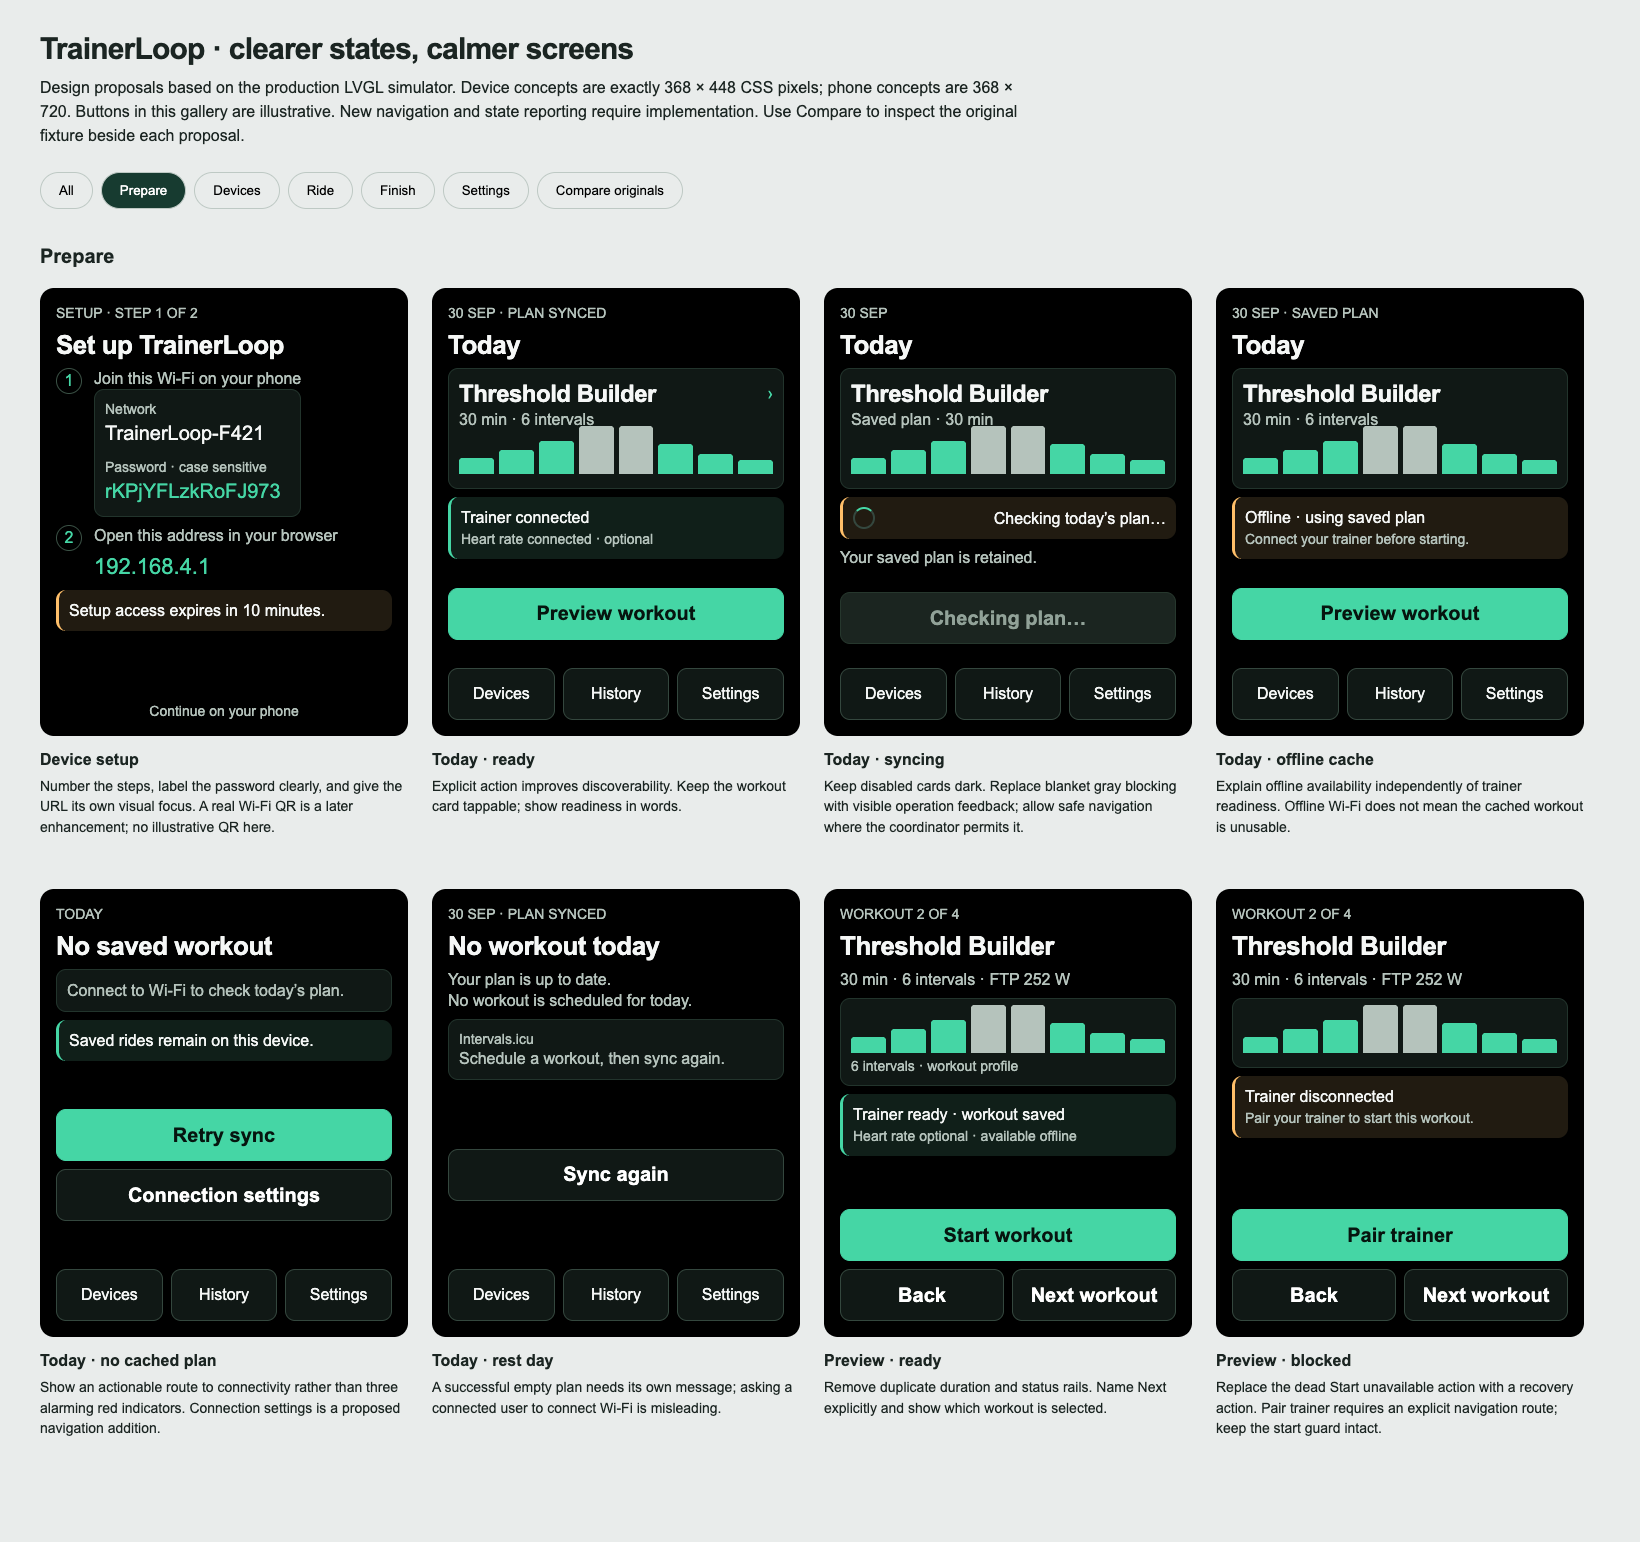 TrainerLoop · clearer states, calmer screens
Design proposals based on the production LVGL simulator. Device concepts are exactly 368 × 448 CSS pixels; phone concepts are 368 ×
720. Buttons in this gallery are illustrative. New navigation and state reporting require implementation. Use Compare to inspect the original
fixture beside each proposal.
All
Prepare
Devices
Ride
Finish
Settings
Compare originals
Prepare
SETUP · STEP 1 OF 2
Set up TrainerLoop
1
Join this Wi-Fi on your phone
Network
TrainerLoop-F421
Password · case sensitive
rKPjYFLzkRoFJ973
2
Open this address in your browser
192.168.4.1
Setup access expires in 10 minutes.
Continue on your phone
Device setup
Number the steps, label the password clearly, and give the
URL its own visual focus. A real Wi-Fi QR is a later
enhancement; no illustrative QR here.
30 SEP · PLAN SYNCED
Today
Threshold Builder
›
30 min · 6 intervals
Trainer connected
Heart rate connected · optional
Preview workout
Devices
History
Settings
Today · ready
Explicit action improves discoverability. Keep the workout
card tappable; show readiness in words.
30 SEP
Today
Threshold Builder
Saved plan · 30 min
Checking today’s plan…
Your saved plan is retained.
Checking plan…
Devices
History
Settings
Today · syncing
Keep disabled cards dark. Replace blanket gray blocking
with visible operation feedback; allow safe navigation
where the coordinator permits it.
30 SEP · SAVED PLAN
Today
Threshold Builder
30 min · 6 intervals
Offline · using saved plan
Connect your trainer before starting.
Preview workout
Devices
History
Settings
Today · offline cache
Explain offline availability independently of trainer
readiness. Offline Wi-Fi does not mean the cached workout
is unusable.
TODAY
No saved workout
Connect to Wi-Fi to check today’s plan.
Saved rides remain on this device.
Retry sync
Connection settings
Devices
History
Settings
Today · no cached plan
Show an actionable route to connectivity rather than three
alarming red indicators. Connection settings is a proposed
navigation addition.
30 SEP · PLAN SYNCED
No workout today
Your plan is up to date.
No workout is scheduled for today.
Intervals.icu
Schedule a workout, then sync again.
Sync again
Devices
History
Settings
Today · rest day
A successful empty plan needs its own message; asking a
connected user to connect Wi-Fi is misleading.
WORKOUT 2 OF 4
Threshold Builder
30 min · 6 intervals · FTP 252 W
6 intervals · workout profile
Trainer ready · workout saved
Heart rate optional · available offline
Start workout
Back
Next workout
Preview · ready
Remove duplicate duration and status rails. Name Next
explicitly and show which workout is selected.
WORKOUT 2 OF 4
Threshold Builder
30 min · 6 intervals · FTP 252 W
Trainer disconnected
Pair your trainer to start this workout.
Pair trainer
Back
Next workout
Preview · blocked
Replace the dead Start unavailable action with a recovery
action. Pair trainer requires an explicit navigation route;
keep the start guard intact.